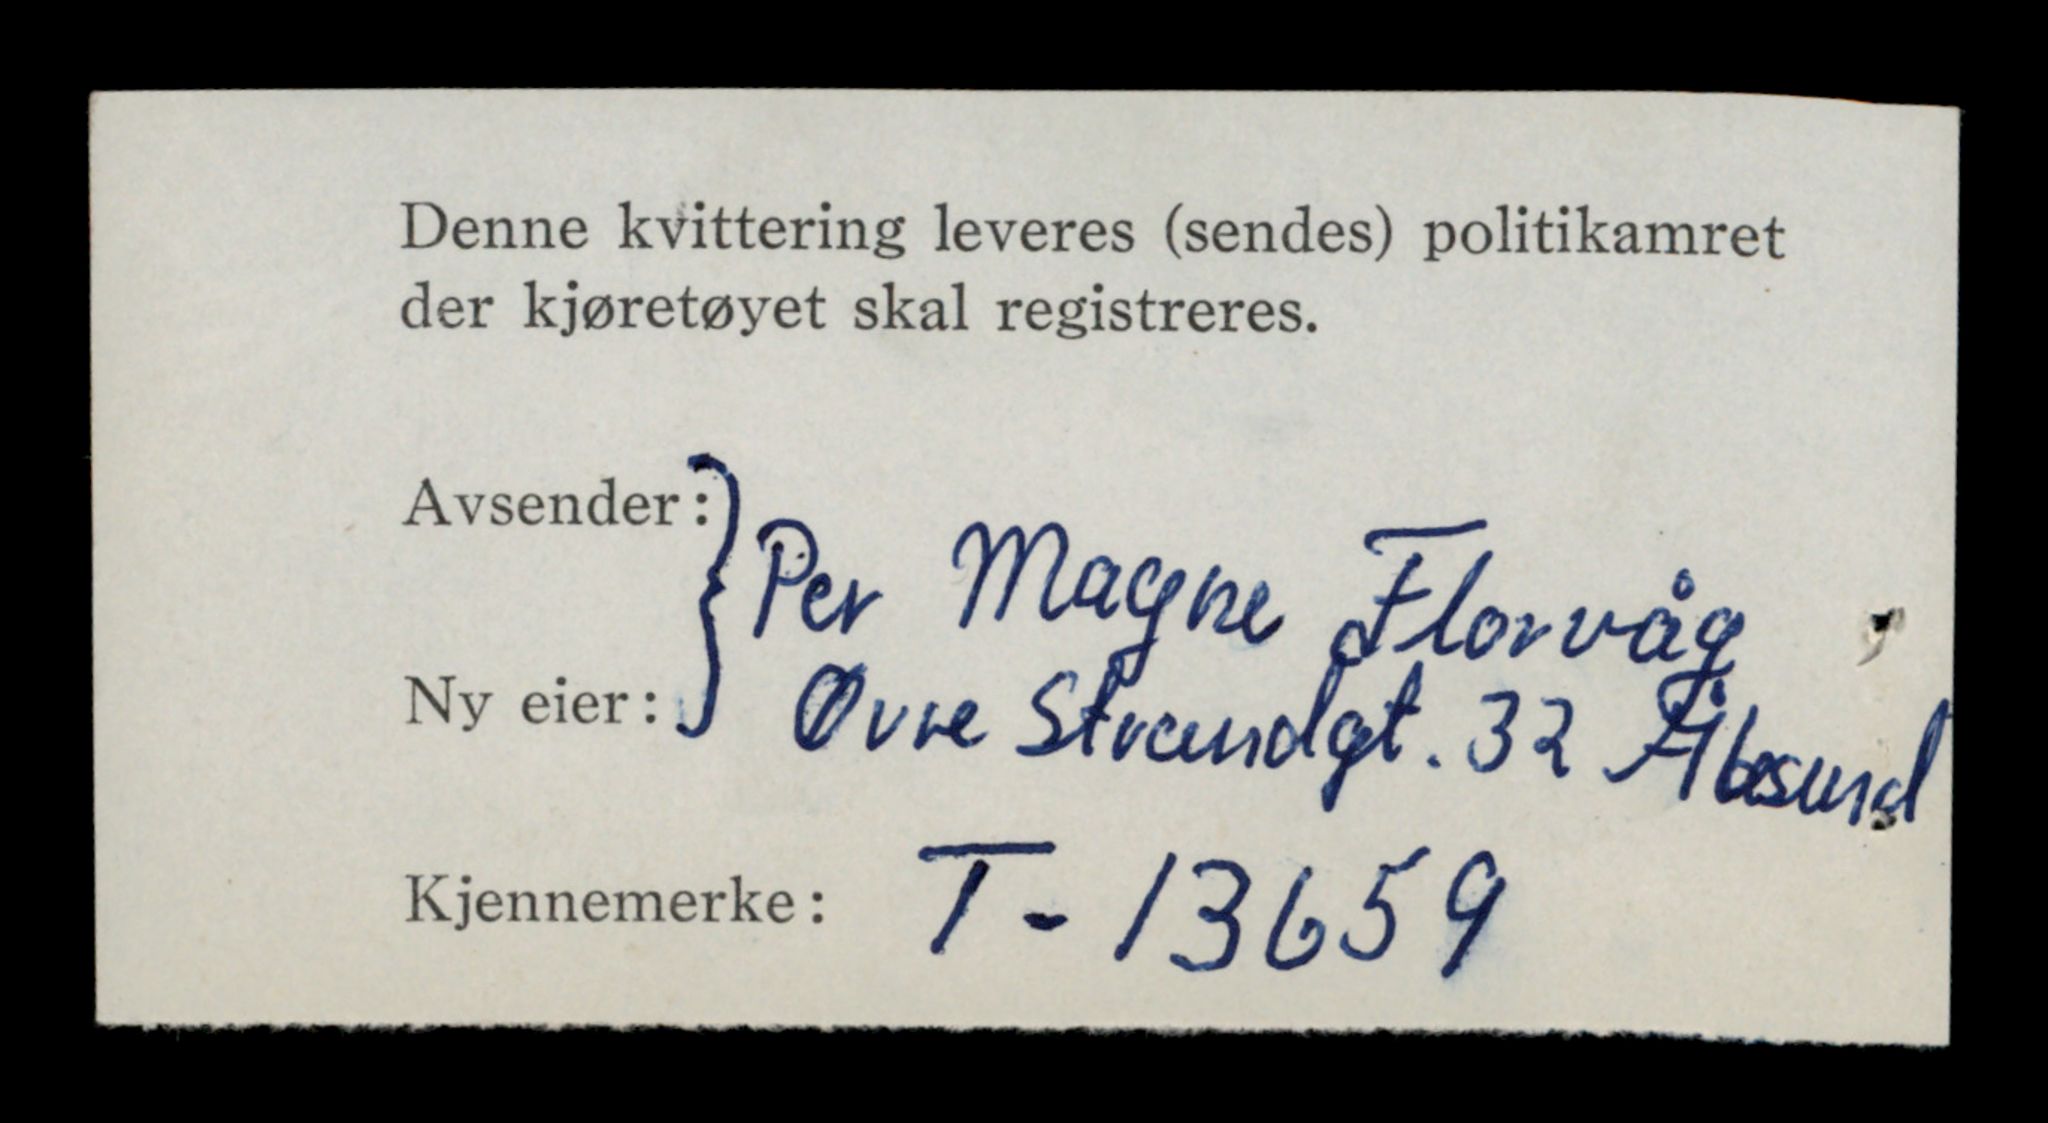 Denne kvittering leveres (sendes) politikamret
der kjøretøyet skal registreres.
Avsender:
Per Magne Florvåg
Ny eier:
Øvre Strandgt. 32 Ålesund
Kjennemerke: T-13659